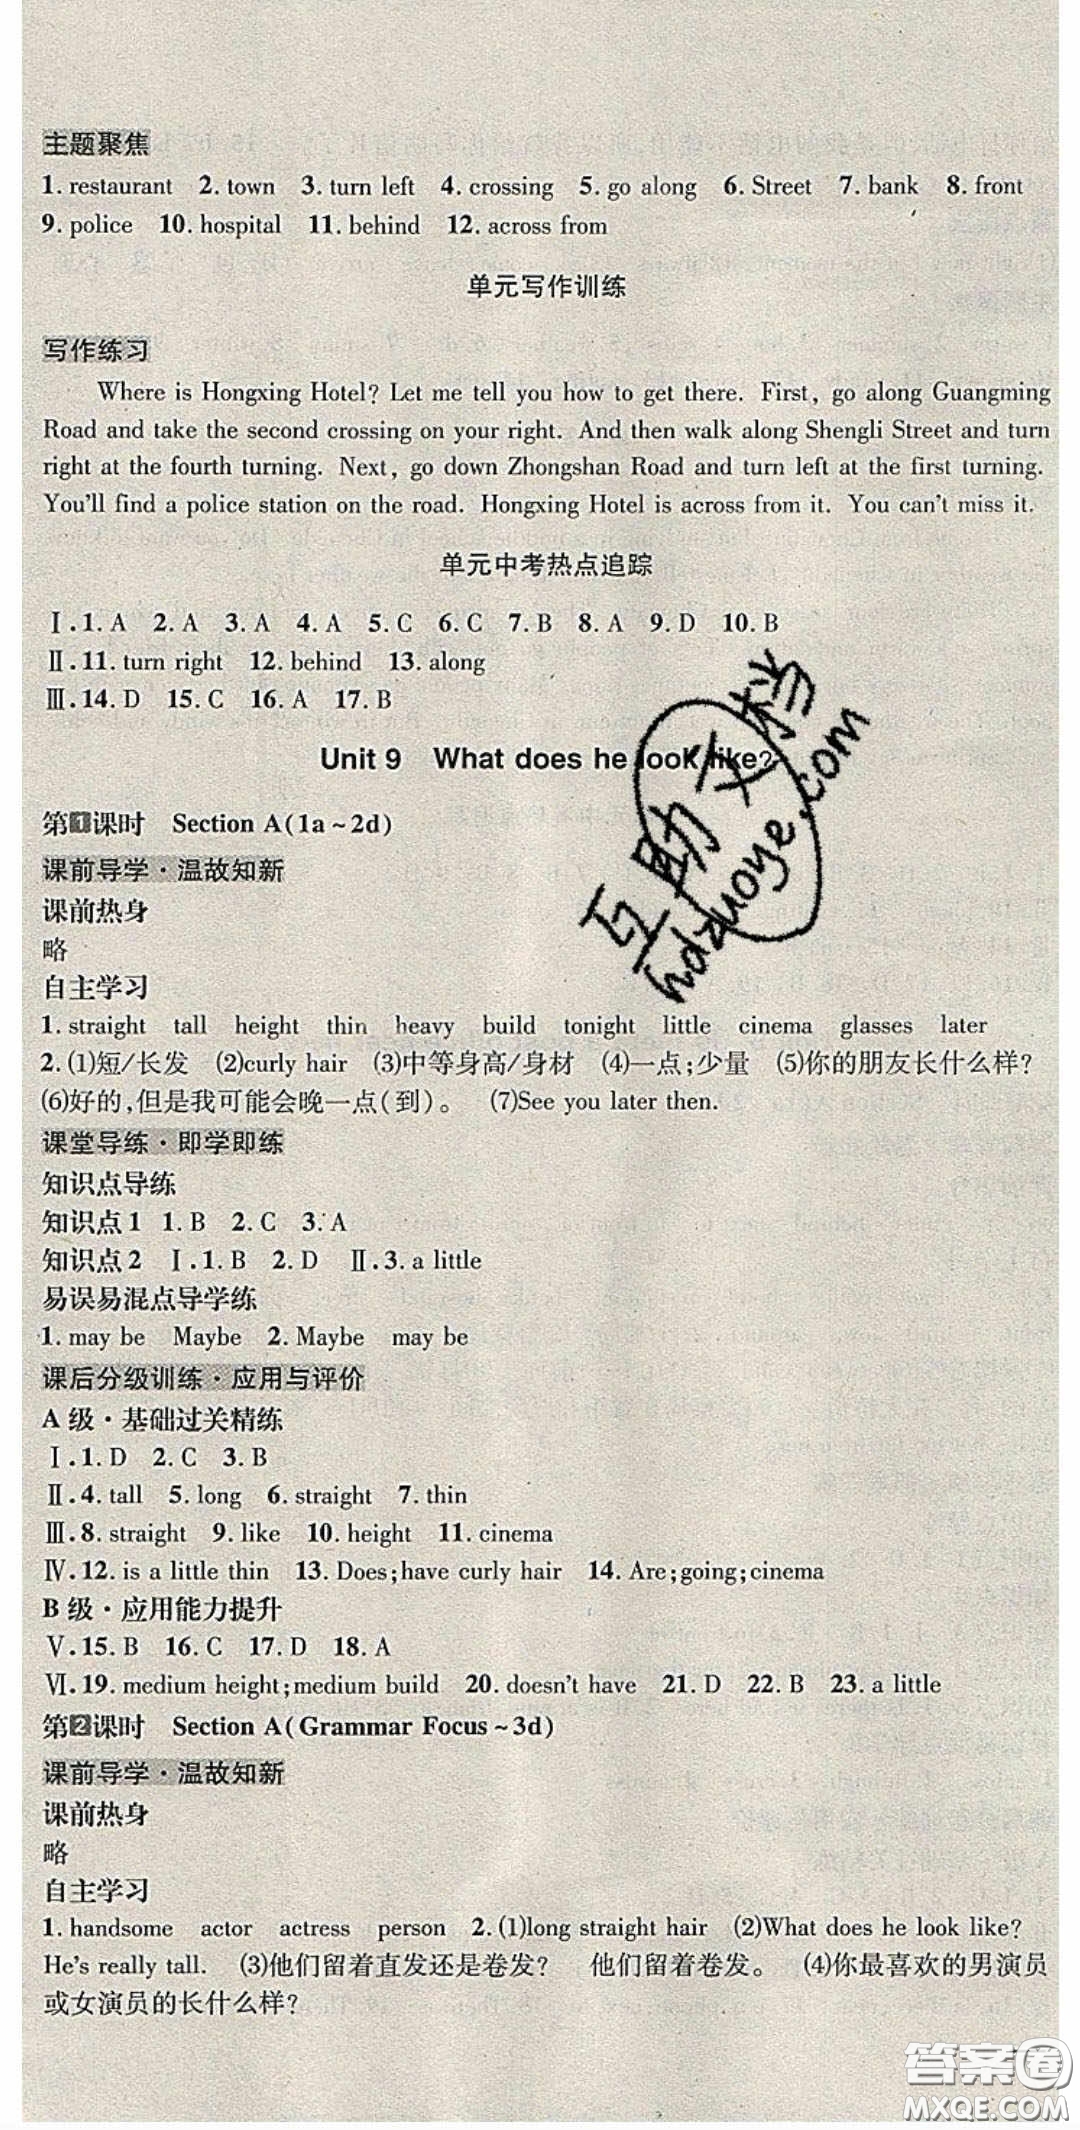 主题聚焦
1. restaurant 2. town 3. turn left 4. crossing 5. go along 6. Street 7. bank 8. front
9. police 10. hospital 11. behind 12. across from
单元写作训练
写作练习
Where is Hongxing Hotel? Let me tell you how to get there. First, go along Guangming
Road and take the second crossing on your right. And then walk along Shengli Street and turn
right at the fourth turning. Next, go down Zhongshan Road and turn left at the first turning.
You'll find a police station on the road. Hongxing Hotel is across from it. You can't miss it.
单元中考热点追踪
Ⅰ.1. A 2. A 3. A 4. A 5. C 6. C 7. B 8. A 9. D 10. B
Ⅱ.11. turn right 12. behind 13. along
Ⅲ.14. D 15. C 16. A 17. B
Unit 9 What does he look like?
第1课时 Section A(1a~2d)
课前导学·温故知新
课前热身
略
自主学习
1. straight tall height thin heavy build tonight little cinema glasses later
2. (1)短/长发 (2)curly hair (3)中等身高/身材 (4)一点;少量 (5)你的朋友长什么样?
(6)好的,但是我可能会晚一点(到)。 (7)See you later then.
课堂导练·即学即练
知识点导练
知识点1 1. B 2. C 3. A
知识点2 Ⅰ.1. B 2. D Ⅱ.3. a little
易误易混点导学练
1. may be Maybe 2. Maybe may be
课后分级训练·应用与评价
A 级·基础过关精练
Ⅰ.1. D 2. C 3. B
Ⅱ.4. tall 5. long 6. straight 7. thin
Ⅲ.8. straight 9. like 10. height 11. cinema
Ⅳ.12. is a little thin 13. Does;have curly hair 14. Are;going;cinema
B 级·应用能力提升
Ⅴ.15. B 16. C 17. D 18. A
Ⅵ.19. medium height;medium build 20. doesn't have 21. D 22. B 23. a little
第2课时 Section A(Grammar Focus~3d)
课前导学·温故知新
课前热身
略
自主学习
1. handsome actor actress person 2. (1)long straight hair (2)What does he look like?
He's really tall. (3)他们留着直发还是卷发? 他们留着卷发。 (4)你最喜欢的男演员
或女演员的长什么样?
互助文档
hdzuoye.com
答案圈
MXQE.COM